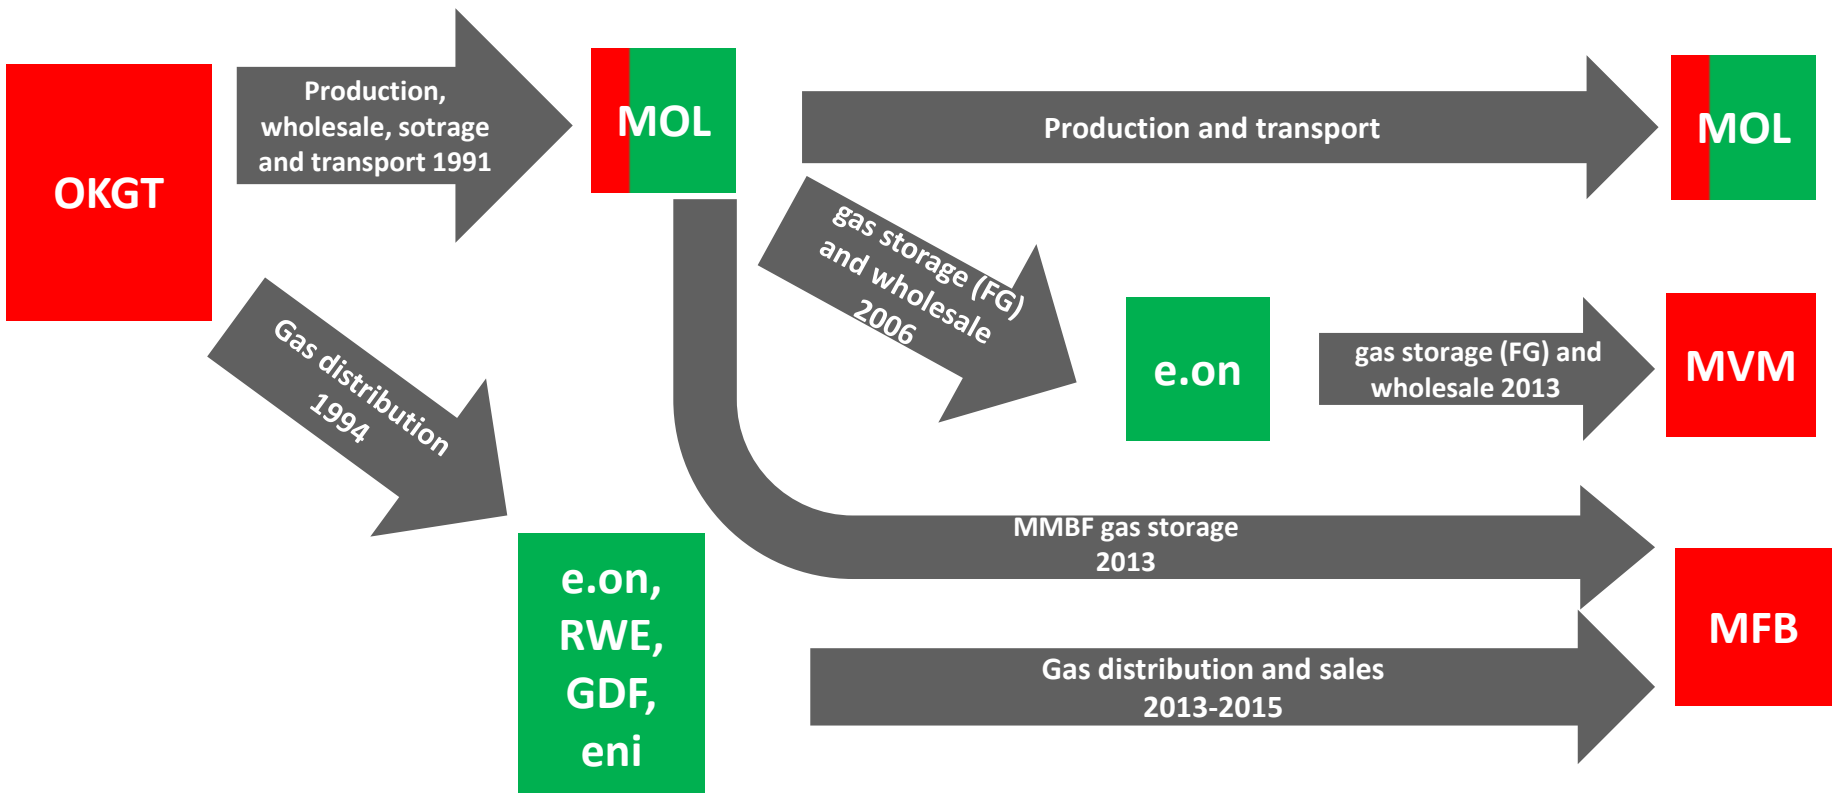 OKGT
Production,
wholesale, sotrage
and transport 1991
MOL
Production and transport
MOL
Gas distribution
1994
gas storage (FG)
and wholesale
2006
e.on
gas storage (FG) and
wholesale 2013
MVM
MMBF gas storage
2013
e.on,
RWE,
GDF,
eni
Gas distribution and sales
2013-2015
MFB